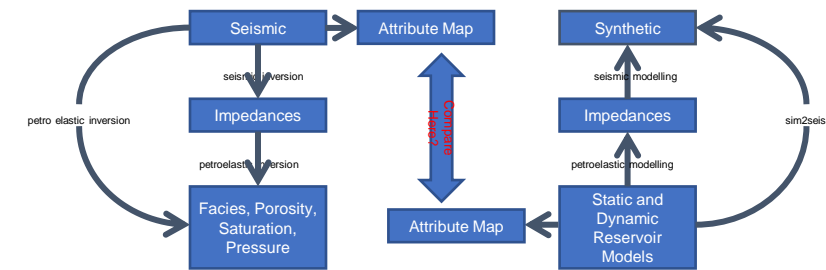 Seismic
Attribute Map
Synthetic
seismic inversion
seismic modelling
Impedances
Compare
Here?
Impedances
petro elastic inversion
sim2seis
petroelastic inversion
petroelastic modelling
Facies, Porosity,
Saturation,
Pressure
Attribute Map
Static and
Dynamic
Reservoir
Models